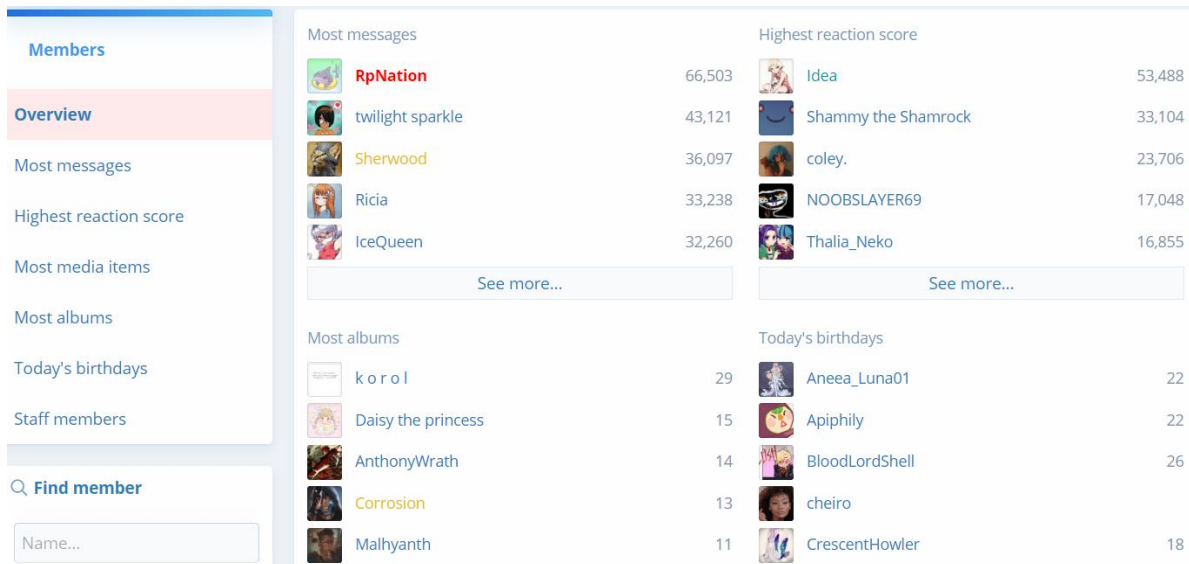 Members
Overview
Most messages
Highest reaction score
Most media items
Most albums
Today's birthdays
Staff members
Find member
Name...
Most messages
RpNation 66,503
twilight sparkle 43,121
Sherwood 36,097
Ricia 33,238
IceQueen 32,260
See more...
Highest reaction score
Idea 53,488
Shammy the Shamrock 33,104
coley. 23,706
NOOBSLAYER69 17,048
Thalia_Neko 16,855
See more...
Most albums
k o r o l 29
Daisy the princess 15
AnthonyWrath 14
Corrosion 13
Malhyanth 11
Today's birthdays
Aneea_Luna01 22
Apiphily 22
BloodLordShell 26
cheiro
CrescentHowler 18